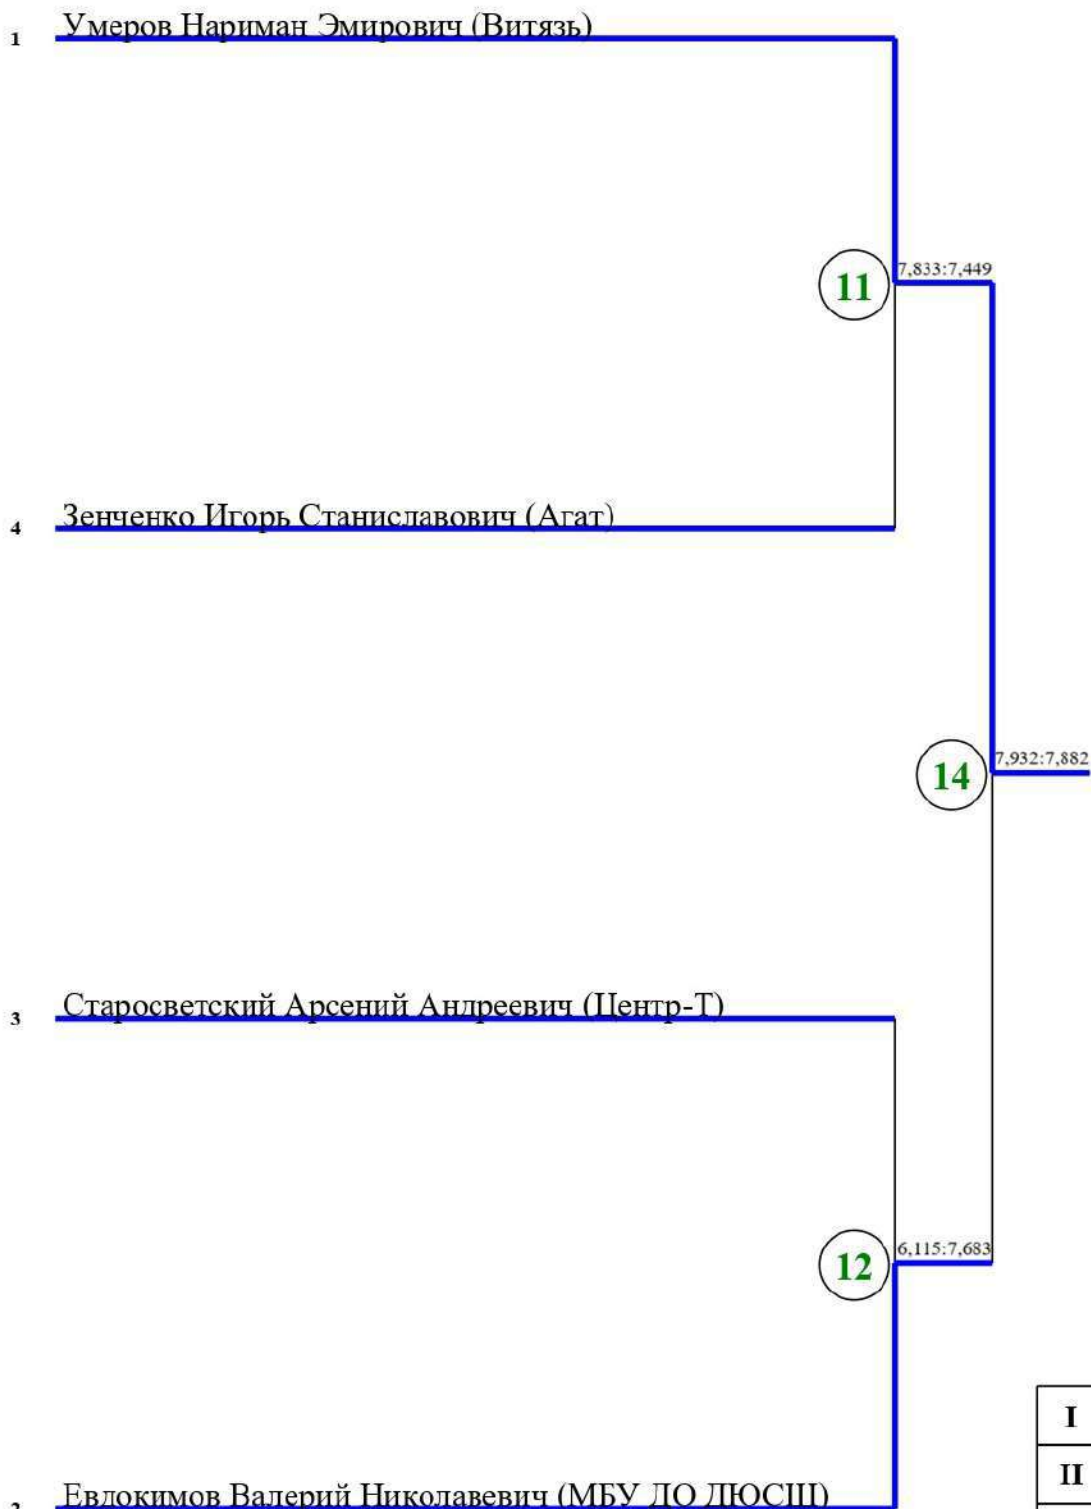 1 Умеров Нариман Эмирович (Витязь)
7,833:7,449
11
4 Зенченко Игорь Станиславович (Агат)
7,932:7,882
14
3 Старосветский Арсений Андреевич (Центр-Т)
6,115:7,683
12
I
II
2 Евдокимов Валерий Николаевич (МБУ ДО ДЮСШ)